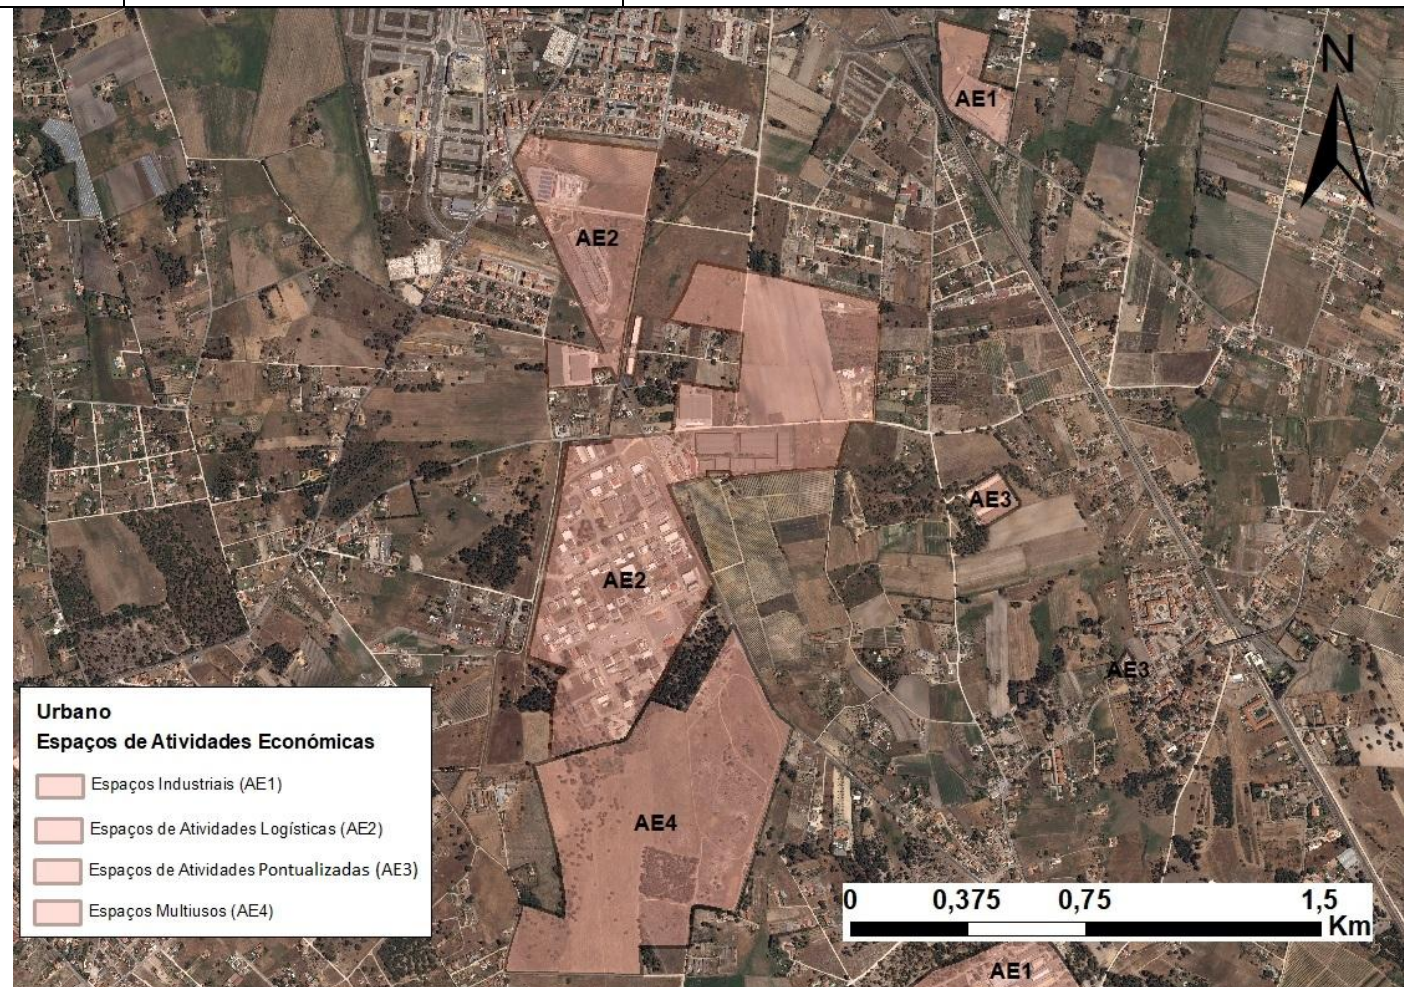 N
AE1
AE2
AE3
AE2
AE3
AE4
Urbano
Espaços de Atividades Económicas
Espaços Industriais (AE1)
Espaços de Atividades Logísticas (AE2)
Espaços de Atividades Pontualizadas (AE3)
Espaços Multiusos (AE4)
0 0,375 0,75 1,5
Km
AE1